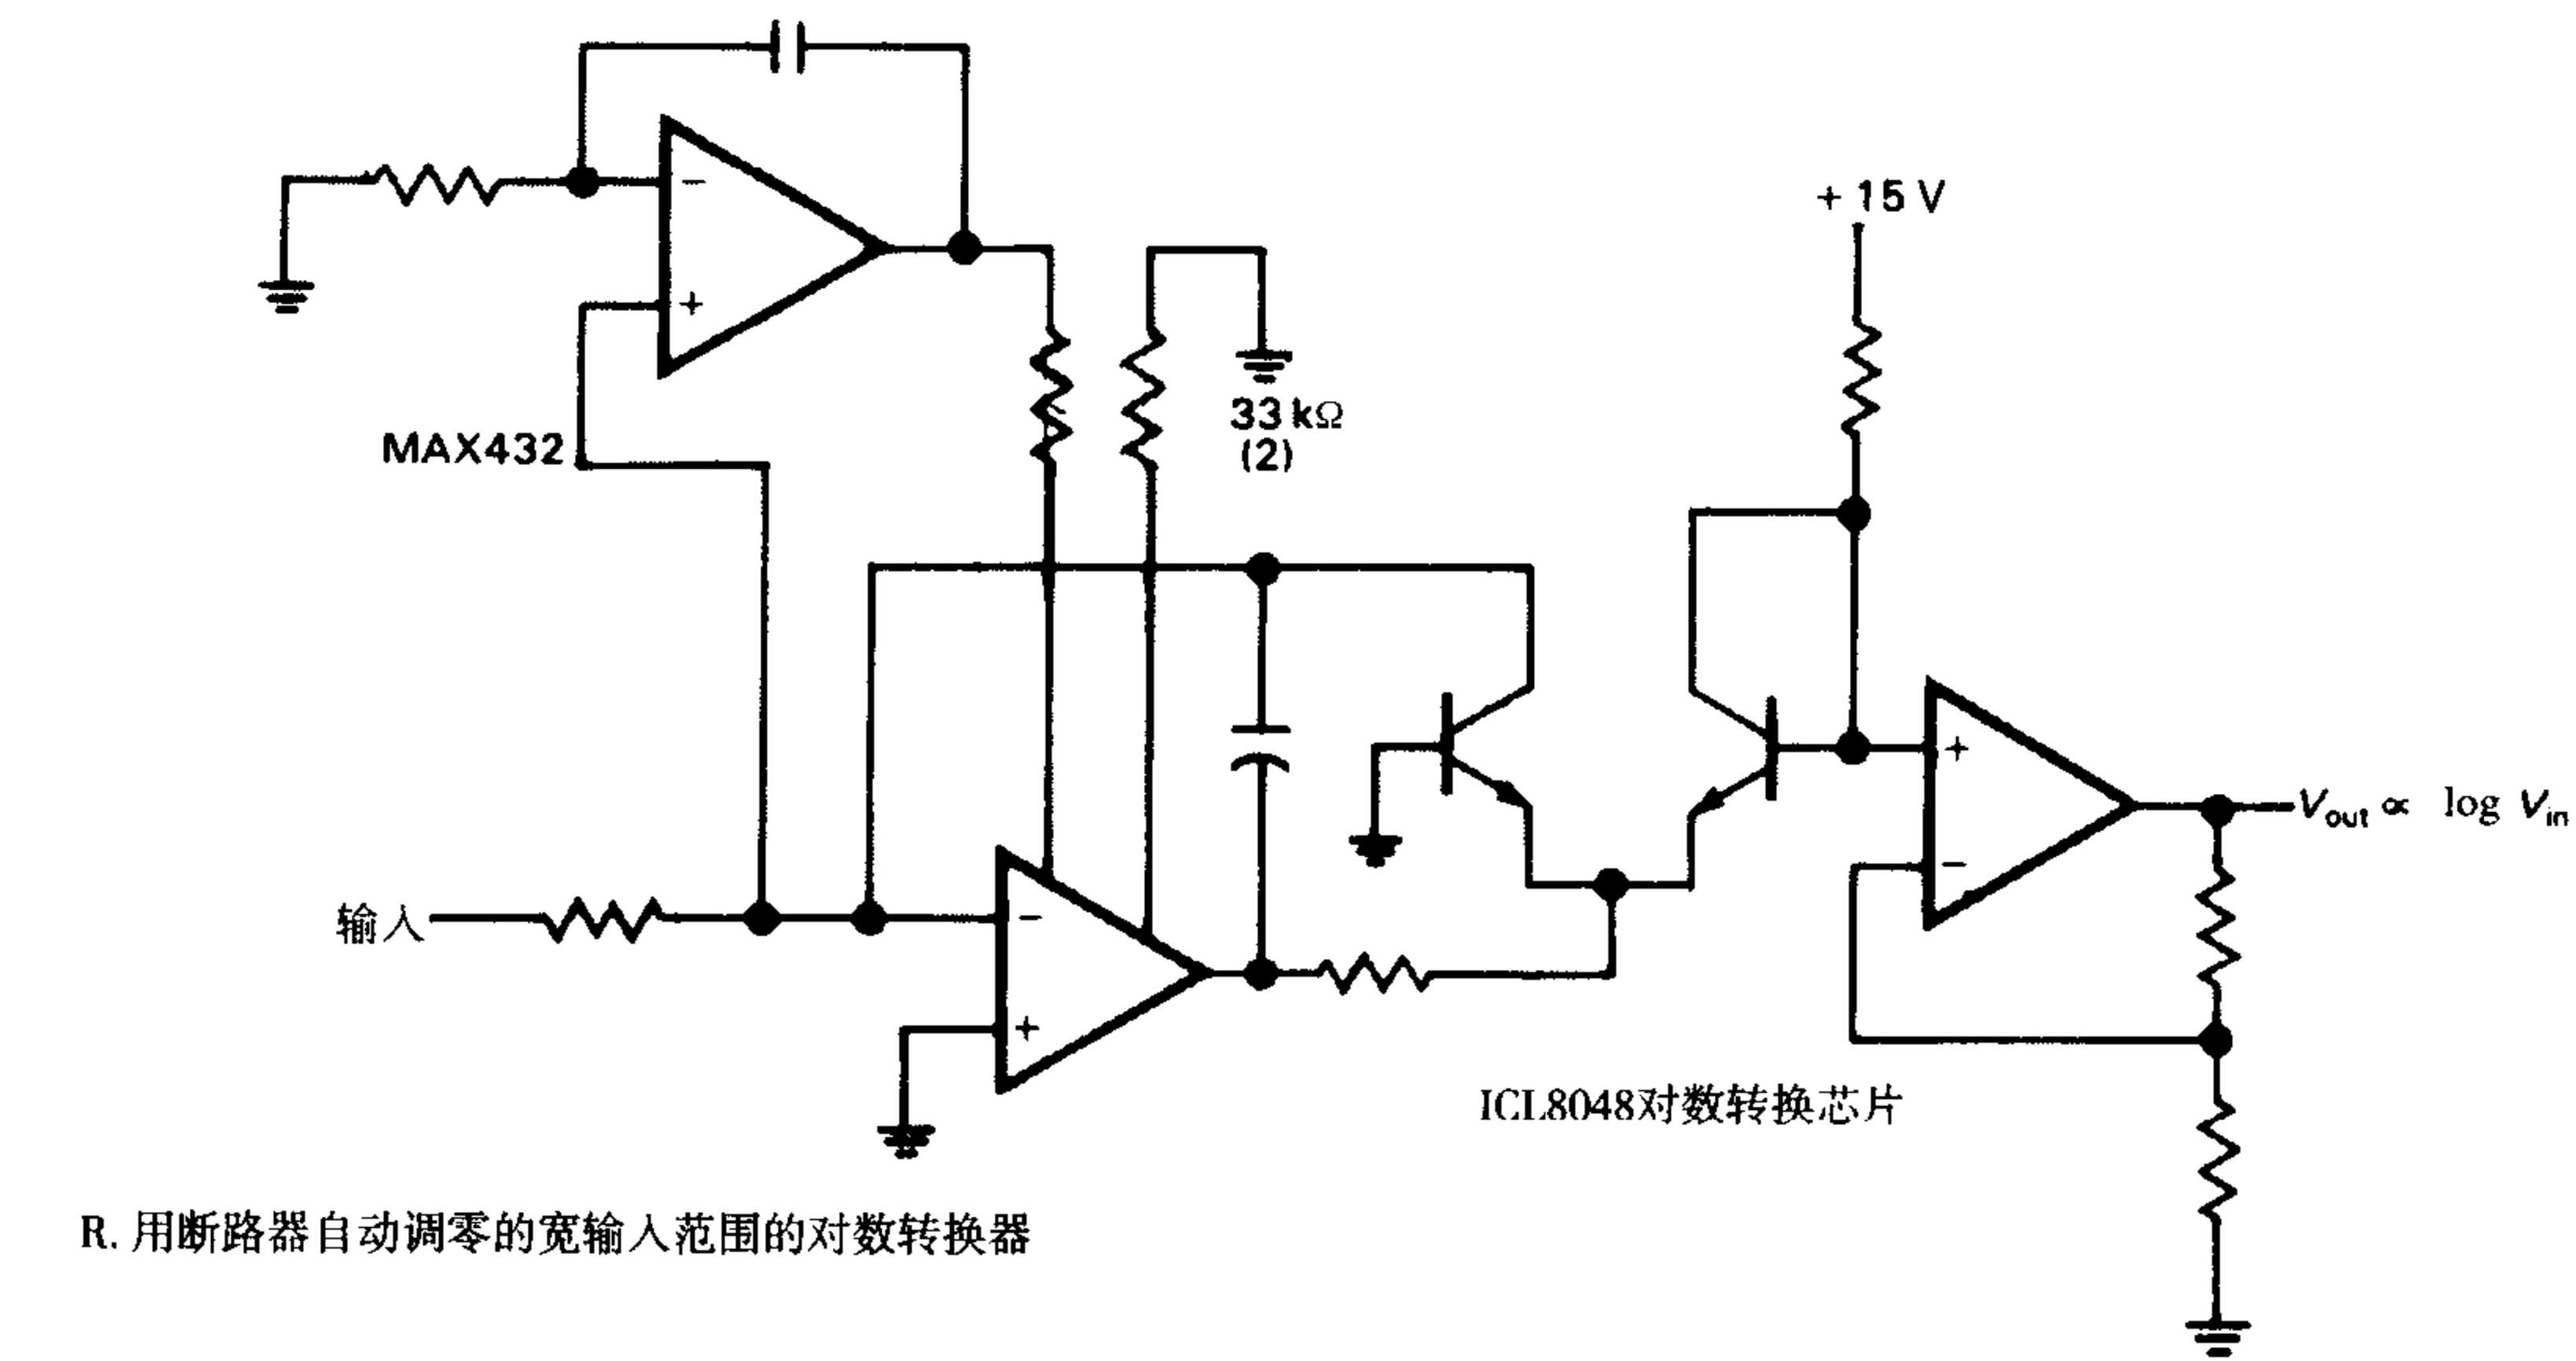 + 15 V
33 kΩ
(2)
MAX432
−
+
+
−
Vout ∝ log Vin
输入
−
+
ICL8048对数转换芯片
R. 用断路器自动调零的宽输入范围的对数转换器